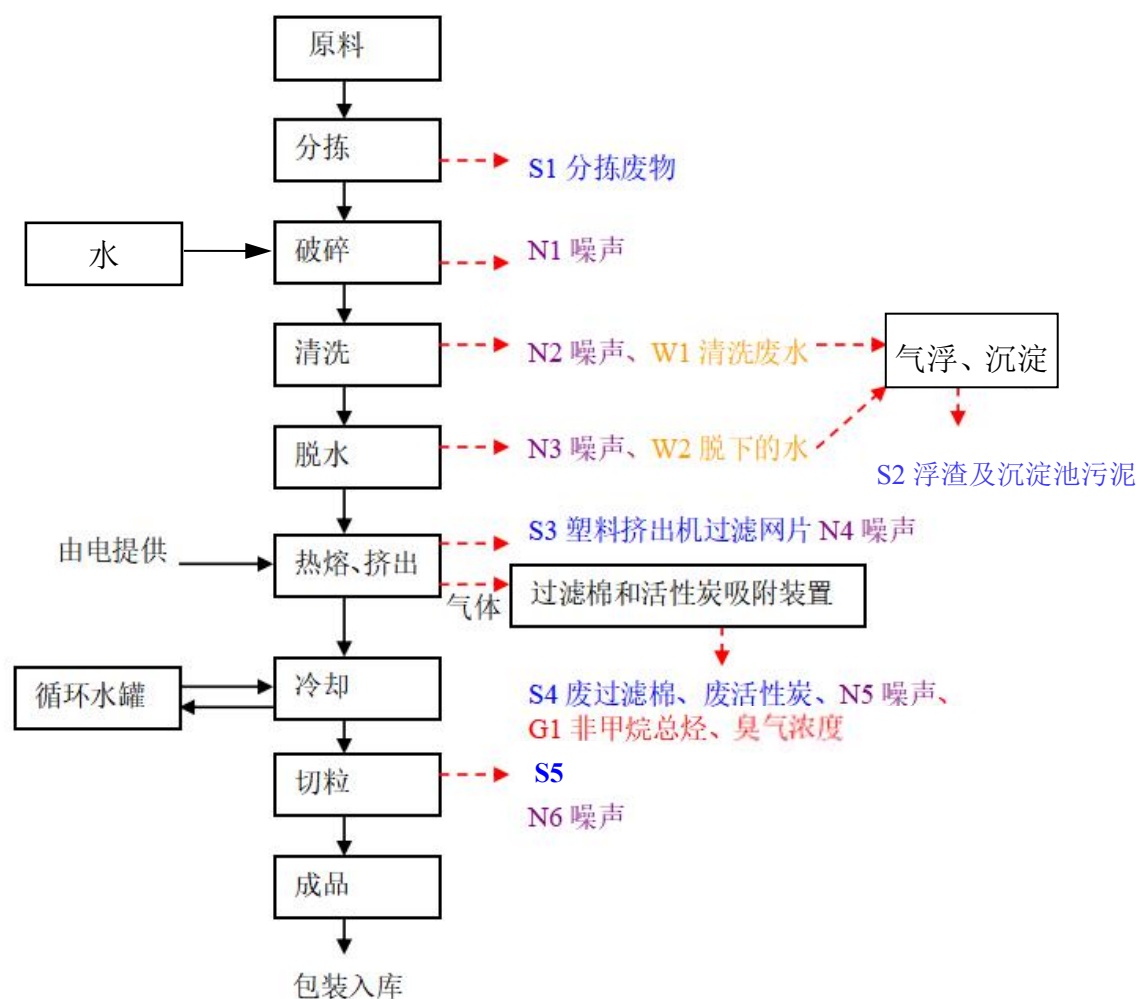 原料
分拣
S1 分拣废物
水
破碎
N1 噪声
清洗
N2 噪声、W1 清洗废水
气浮、沉淀
脱水
N3 噪声、W2 脱下的水
S2 浮渣及沉淀池污泥
由电提供
热熔、挤出
S3 塑料挤出机过滤网片 N4 噪声
气体
过滤棉和活性炭吸附装置
循环水罐
冷却
S4 废过滤棉、废活性炭、N5 噪声、
G1 非甲烷总烃、臭气浓度
切粒
S5
N6 噪声
成品
包装入库